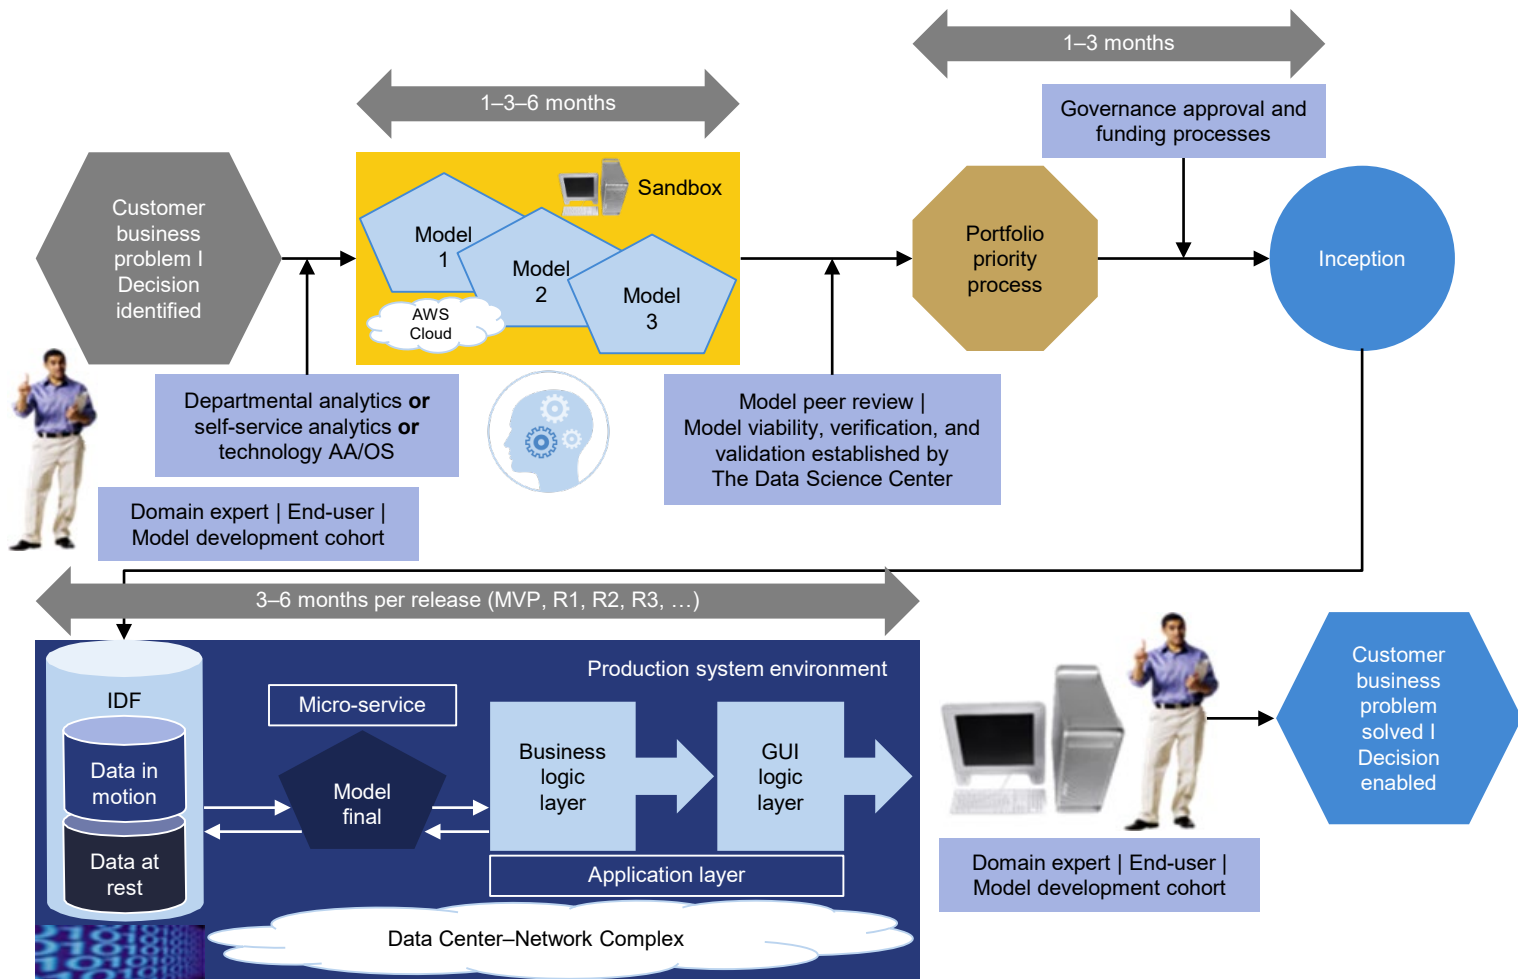 1–3 months
1–3–6 months
Governance approval and
funding processes
Customer
business
problem I
Decision
identified
Sandbox
Model
1
Model
2
Model
3
AWS
Cloud
Portfolio
priority
process
Inception
Departmental analytics or
self-service analytics or
technology AA/OS
Model peer review |
Model viability, verification, and
validation established by
The Data Science Center
Domain expert | End-user |
Model development cohort
3–6 months per release (MVP, R1, R2, R3, …)
Production system environment
IDF
Data in
motion
Data at
rest
Micro-service
Model
final
Business
logic
layer
GUI
logic
layer
Application layer
Data Center–Network Complex
Customer
business
problem
solved I
Decision
enabled
Domain expert | End-user |
Model development cohort